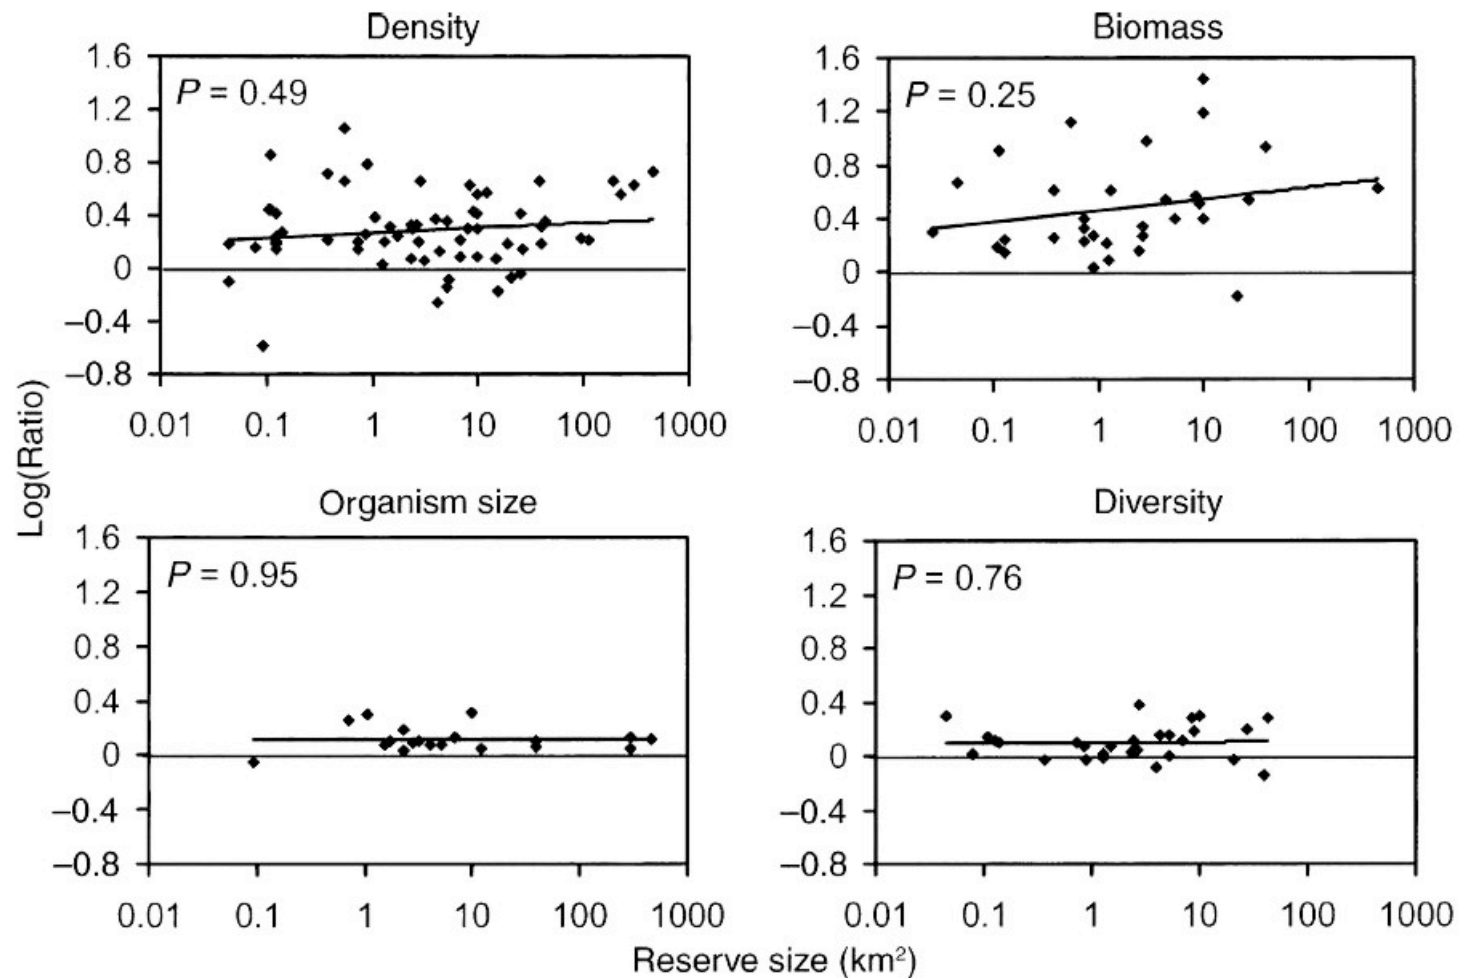 Density
1.6
1.2
0.8
0.4
0
–0.4
–0.8
P = 0.49
0.01 0.1 1 10 100 1000
Biomass
1.6
1.2
0.8
0.4
0
–0.4
–0.8
P = 0.25
0.01 0.1 1 10 100 1000
Log(Ratio)
Organism size
1.6
1.2
0.8
0.4
0
–0.4
–0.8
P = 0.95
0.01 0.1 1 10 100 1000
Diversity
1.6
1.2
0.8
0.4
0
–0.4
–0.8
P = 0.76
0.01 0.1 1 10 100 1000
Reserve size (km²)